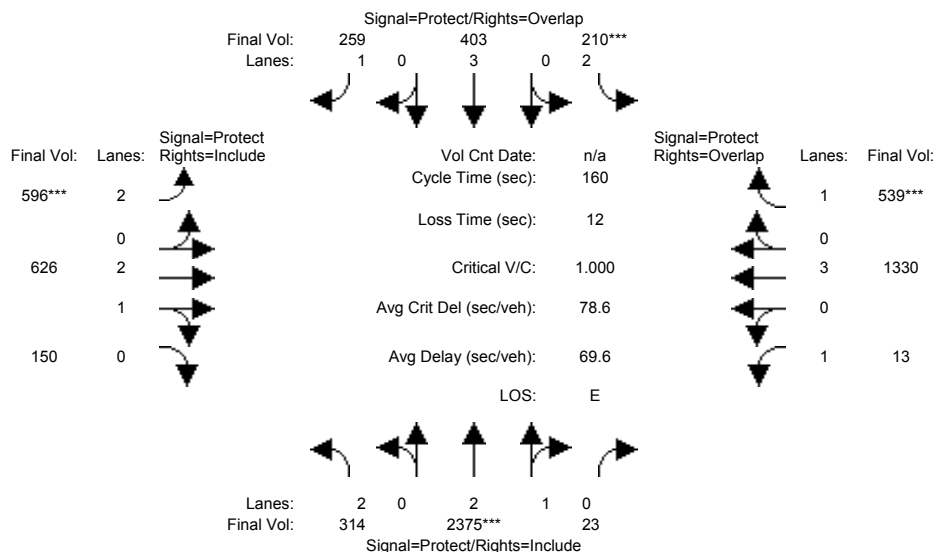 Signal=Protect/Rights=Overlap
Final Vol: 259 403 210***
Lanes: 1 0 3 0 2
Signal=Protect Signal=Protect
Final Vol: Lanes: Rights=Include Vol Cnt Date: n/a Rights=Overlap Lanes: Final Vol:
Cycle Time (sec): 160
596*** 2 1 539***
Loss Time (sec): 12
0 0
626 2 Critical V/C: 1.000 3 1330
1 Avg Crit Del (sec/veh): 78.6 0
150 0 Avg Delay (sec/veh): 69.6 1 13
LOS: E
Lanes: 2 0 2 1 0
Final Vol: 314 2375*** 23
Signal=Protect/Rights=Include